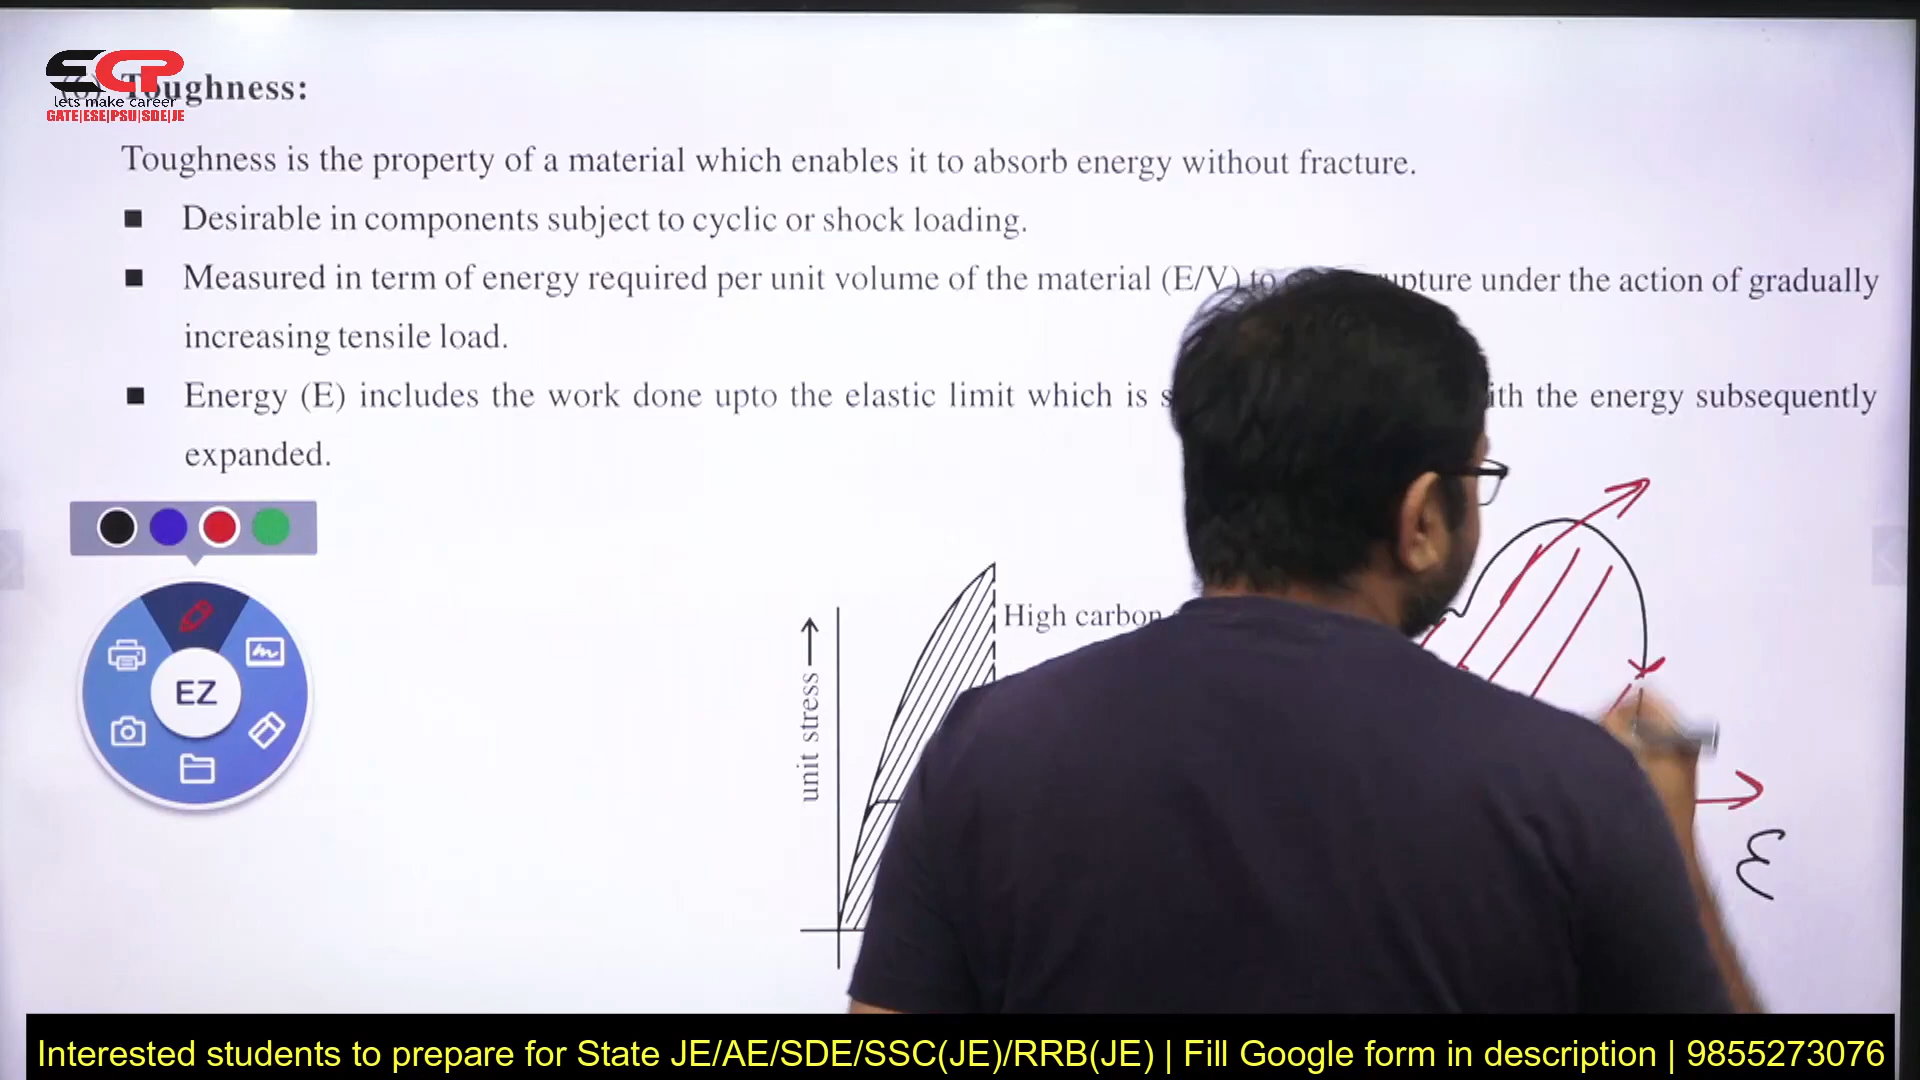 SCP
lets make career
GATE|ESE|PSU|SDE|JE
Toughness:
Toughness is the property of a material which enables it to absorb energy without fracture.
Desirable in components subject to cyclic or shock loading.
Measured in term of energy required per unit volume of the material (E/V) to rupture under the action of gradually
increasing tensile load.
Energy (E) includes the work done upto the elastic limit which is with the energy subsequently
expanded.
High carbon
unit stress
EZ
ε
Interested students to prepare for State JE/AE/SDE/SSC(JE)/RRB(JE) | Fill Google form in description | 9855273076